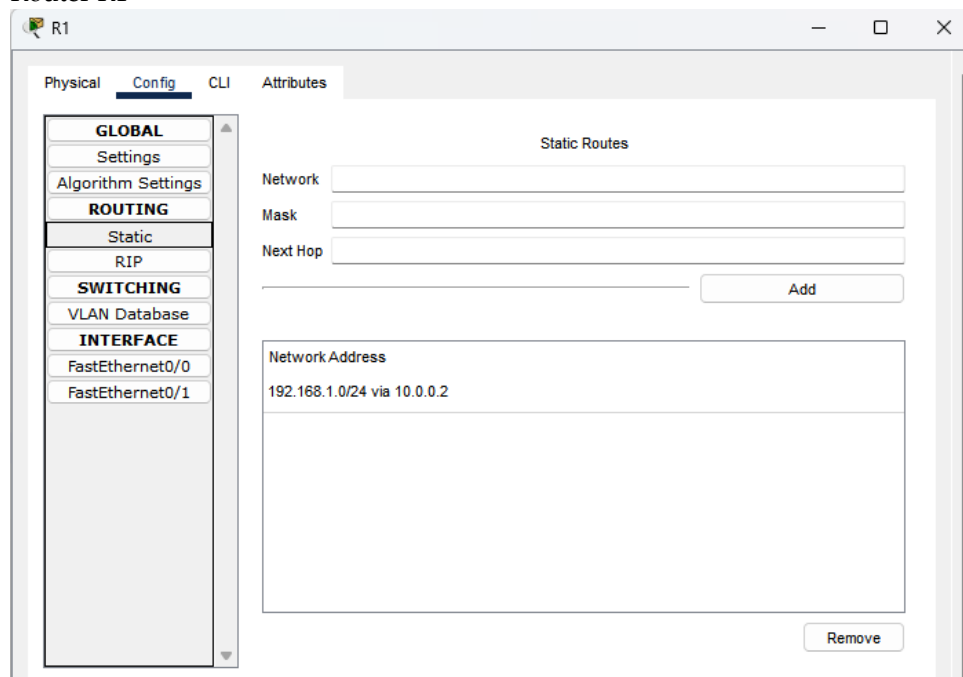 R1
Physical Config CLI Attributes
GLOBAL
Settings
Algorithm Settings
ROUTING
Static
RIP
SWITCHING
VLAN Database
INTERFACE
FastEthernet0/0
FastEthernet0/1
Static Routes
Network
Mask
Next Hop
Add
Network Address
192.168.1.0/24 via 10.0.0.2
Remove